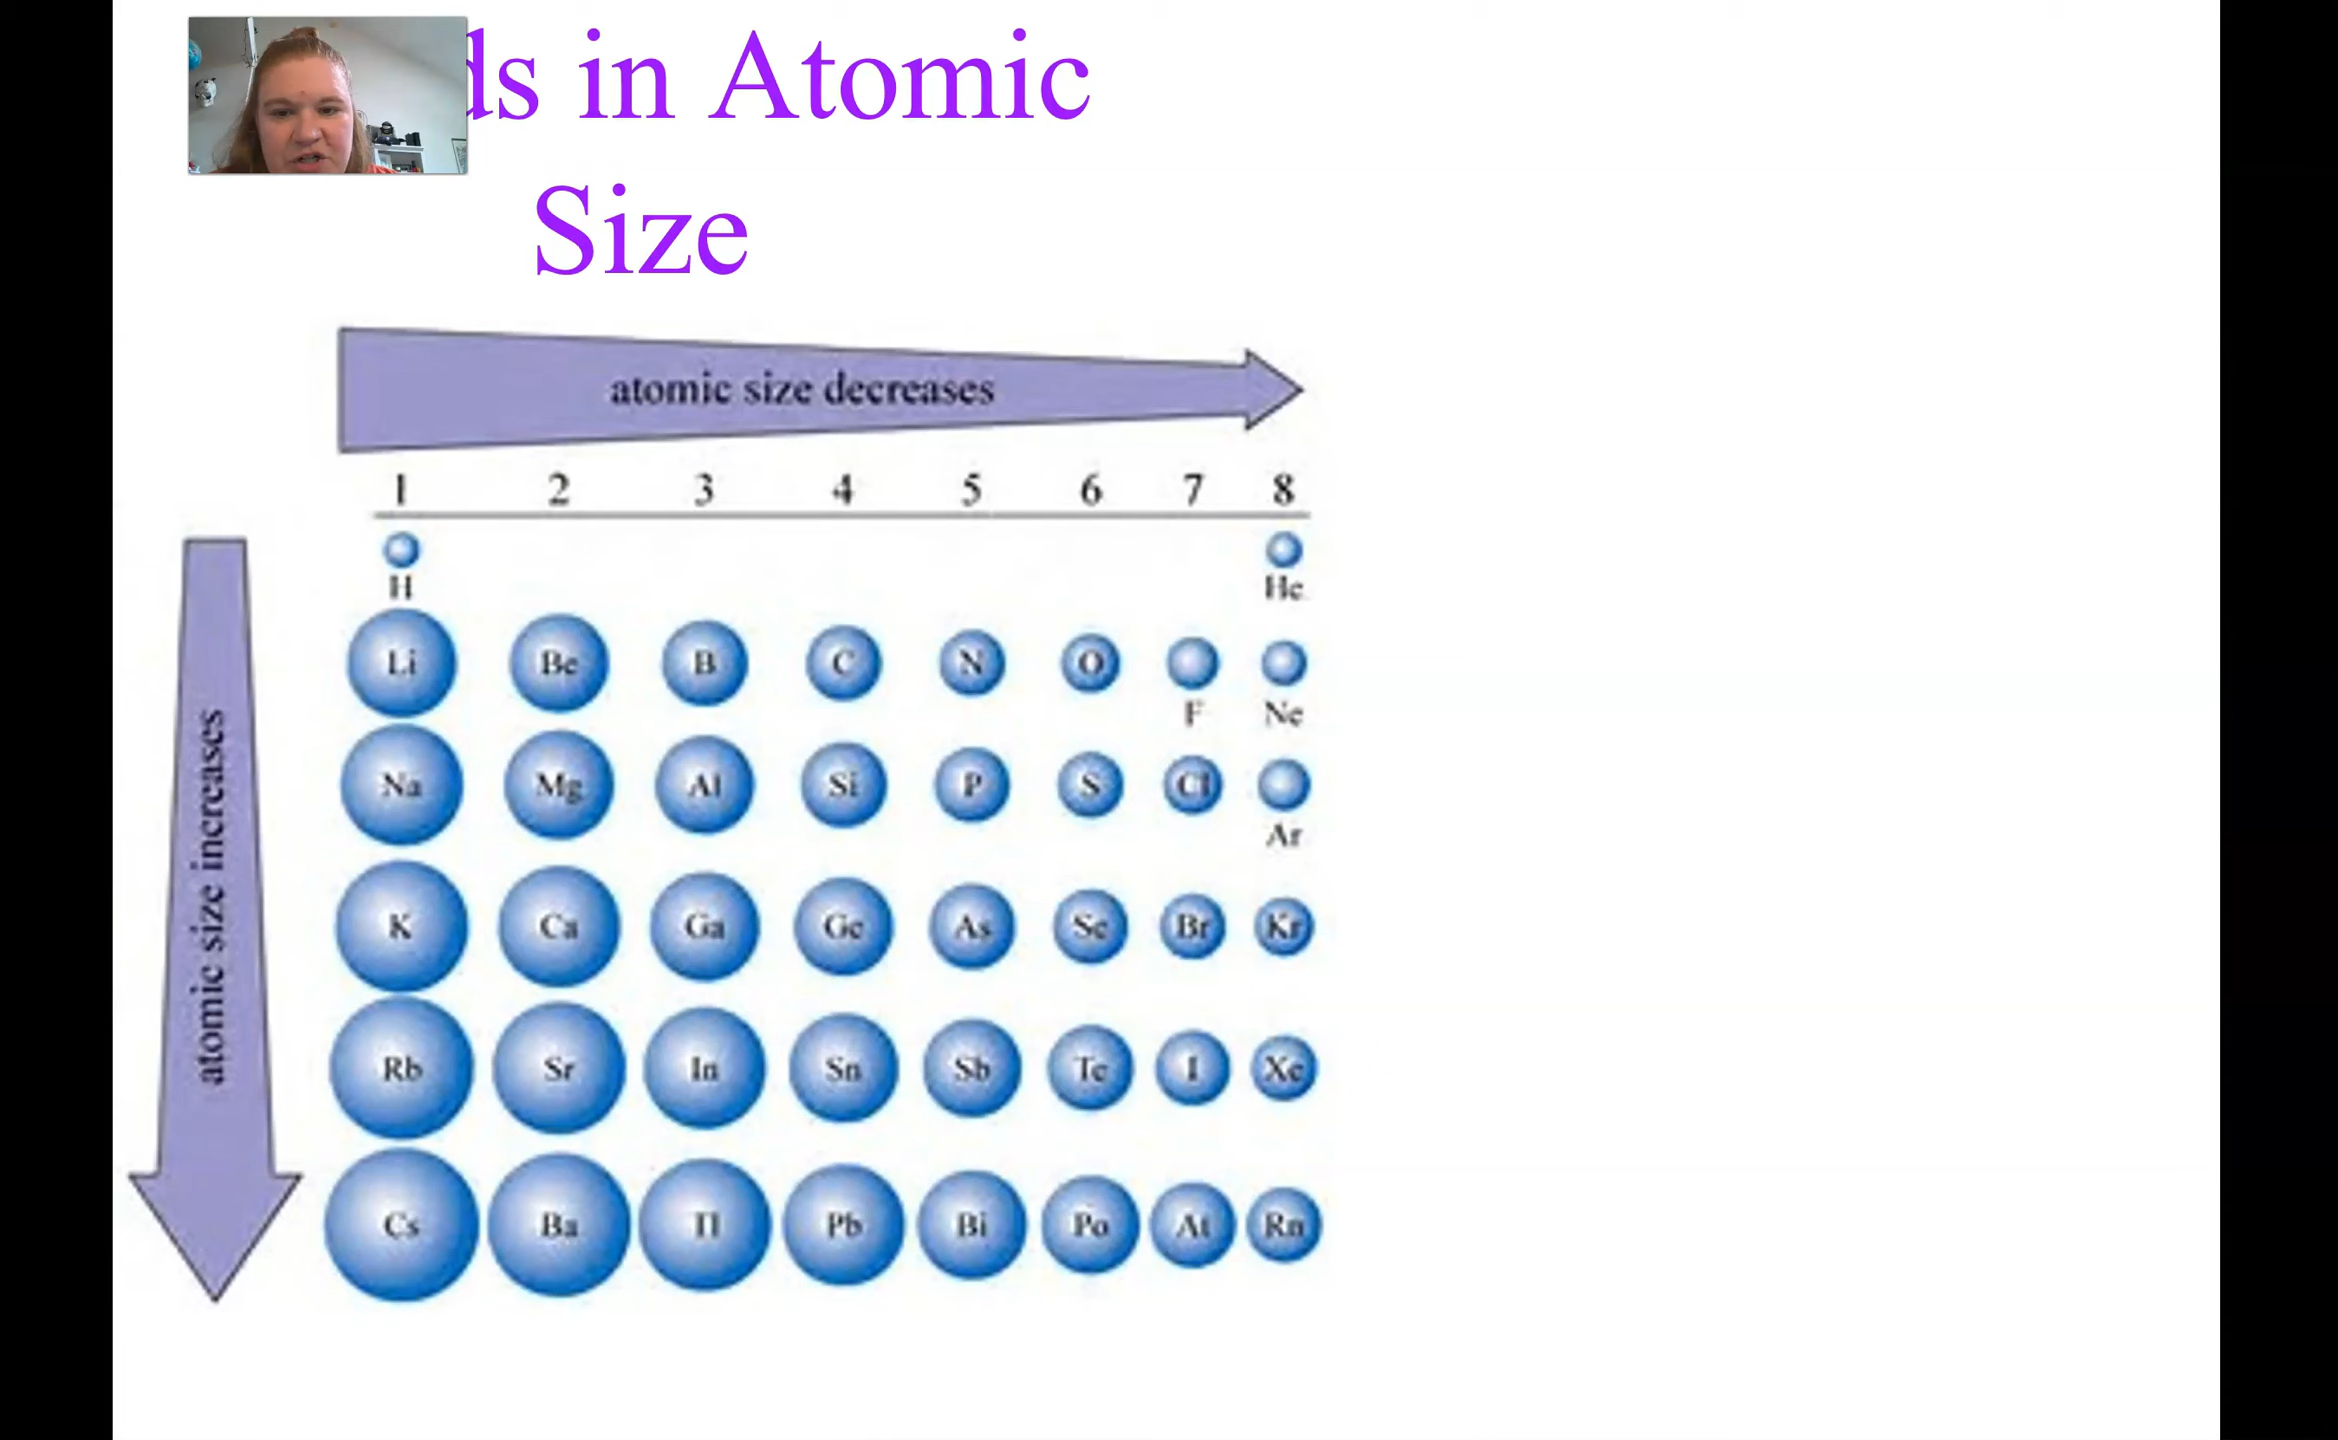 ds in Atomic
Size
atomic size decreases
1 2 3 4 5 6 7 8
H He
Li Be B C N O
F Ne
Na Mg Al Si P S Cl
Ar
atomic size increases
K Ca Ga Ge As Se Br Kr
Rb Sr In Sn Sb Te I Xe
Cs Ba Tl Pb Bi Po At Rn